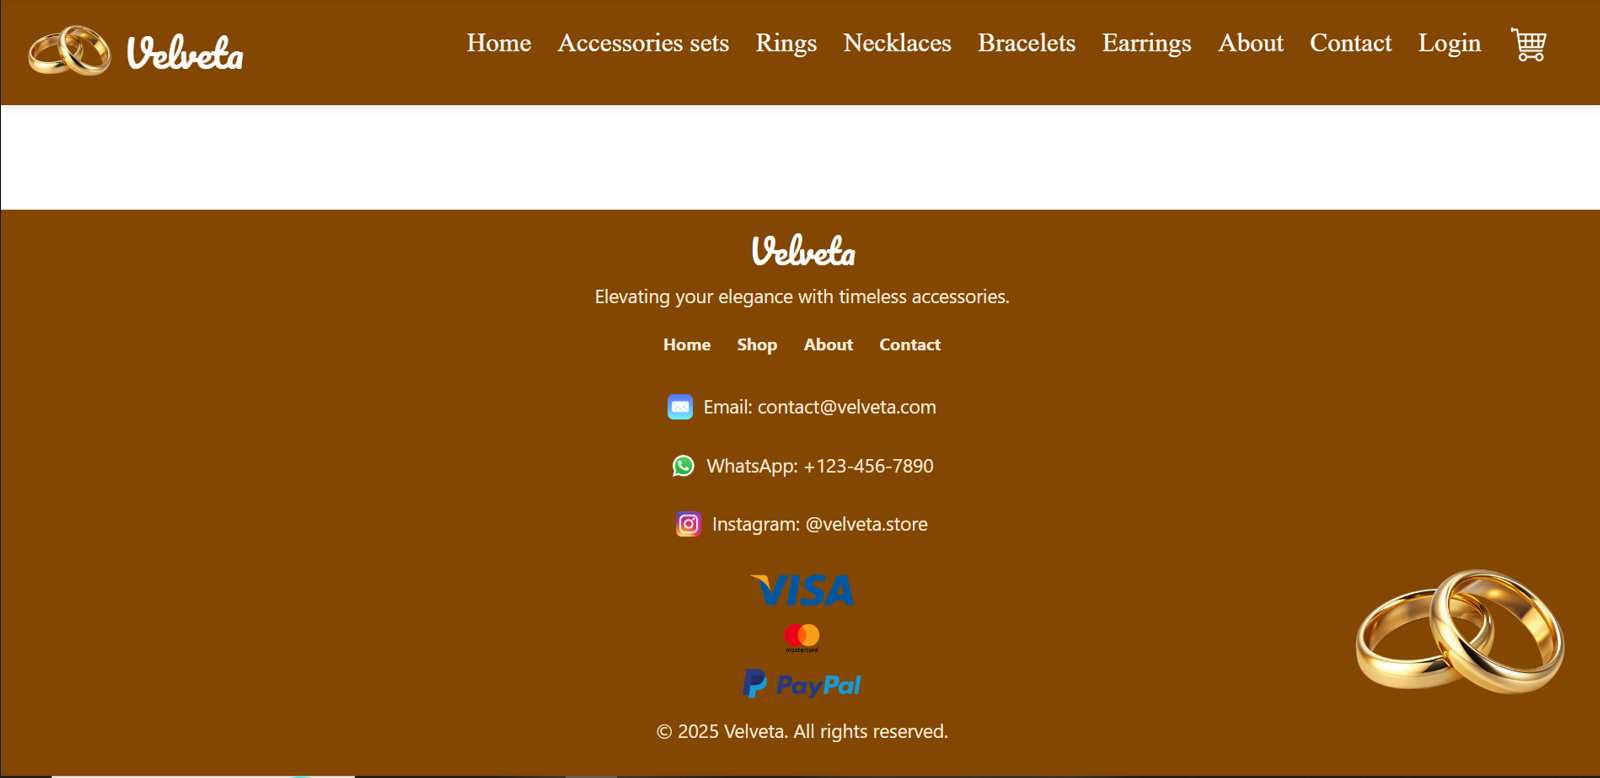 Velveta Home Accessories sets Rings Necklaces Bracelets Earrings About Contact Login
Velveta
Elevating your elegance with timeless accessories.
Home Shop About Contact
Email: contact@velveta.com
WhatsApp: +123-456-7890
Instagram: @velveta.store
VISA
mastercard
PayPal
© 2025 Velveta. All rights reserved.